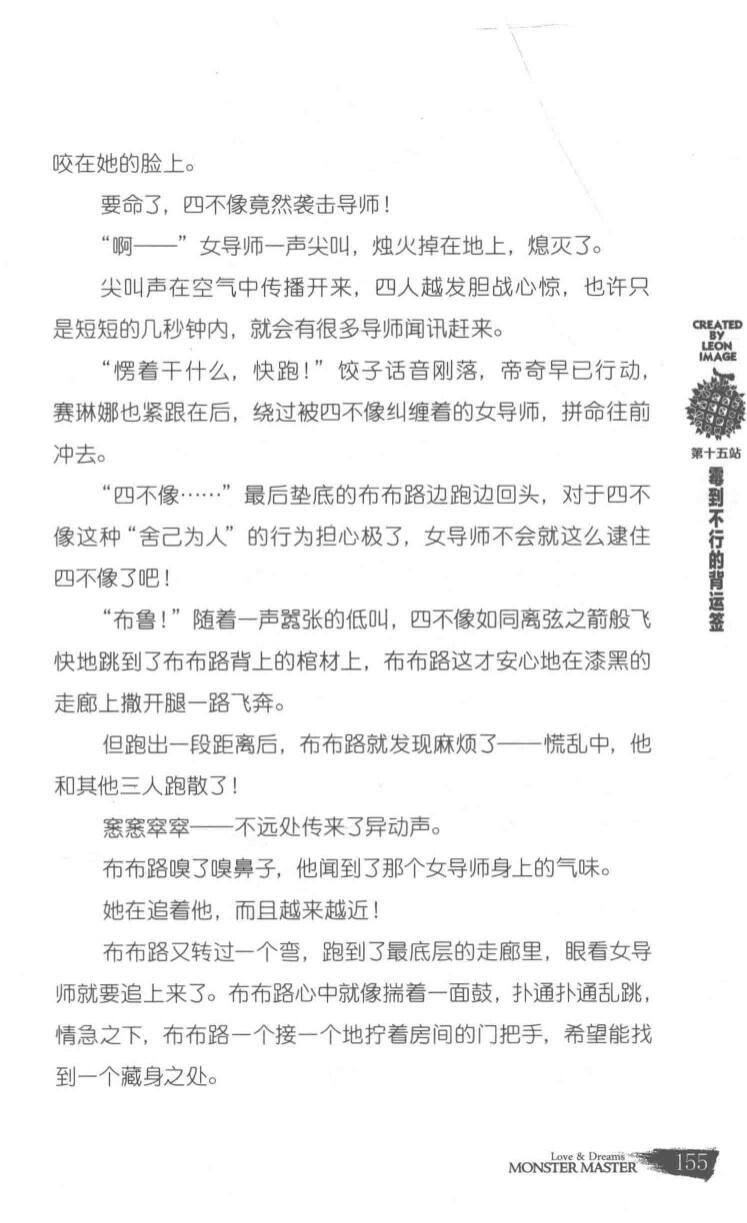 咬在她的脸上。
要命了，四不像竟然袭击导师！
“啊——”女导师一声尖叫，烛火掉在地上，熄灭了。
尖叫声在空气中传播开来，四人越发胆战心惊，也许只
是短短的几秒钟内，就会有很多导师闻讯赶来。
“愣着干什么，快跑！”饺子话音刚落，帝奇早已行动，
赛琳娜也紧跟在后，绕过被四不像纠缠着的女导师，拼命往前
冲去。
“四不像……”最后垫底的布布路边跑边回头，对于四不
像这种“舍己为人”的行为担心极了，女导师不会就这么逮住
四不像了吧！
“布鲁！”随着一声嚣张的低叫，四不像如同离弦之箭般飞
快地跳到了布布路背上的棺材上，布布路这才安心地在漆黑的
走廊上撒开腿一路飞奔。
但跑出一段距离后，布布路就发现麻烦了——慌乱中，他
和其他三人跑散了！
窸窸窣窣——不远处传来了异动声。
布布路嗅了嗅鼻子，他闻到了那个女导师身上的气味。
她在追着他，而且越来越近！
布布路又转过一个弯，跑到了最底层的走廊里，眼看女导
师就要追上来了。布布路心中就像揣着一面鼓，扑通扑通乱跳，
情急之下，布布路一个接一个地拧着房间的门把手，希望能找
到一个藏身之处。
CREATED
BY
LEON
IMAGE
第十五站
霉到不行的背运签
Love & Dreams
MONSTER MASTER
155